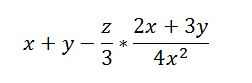 x + y − z/3 * (2x + 3y)/(4x²)